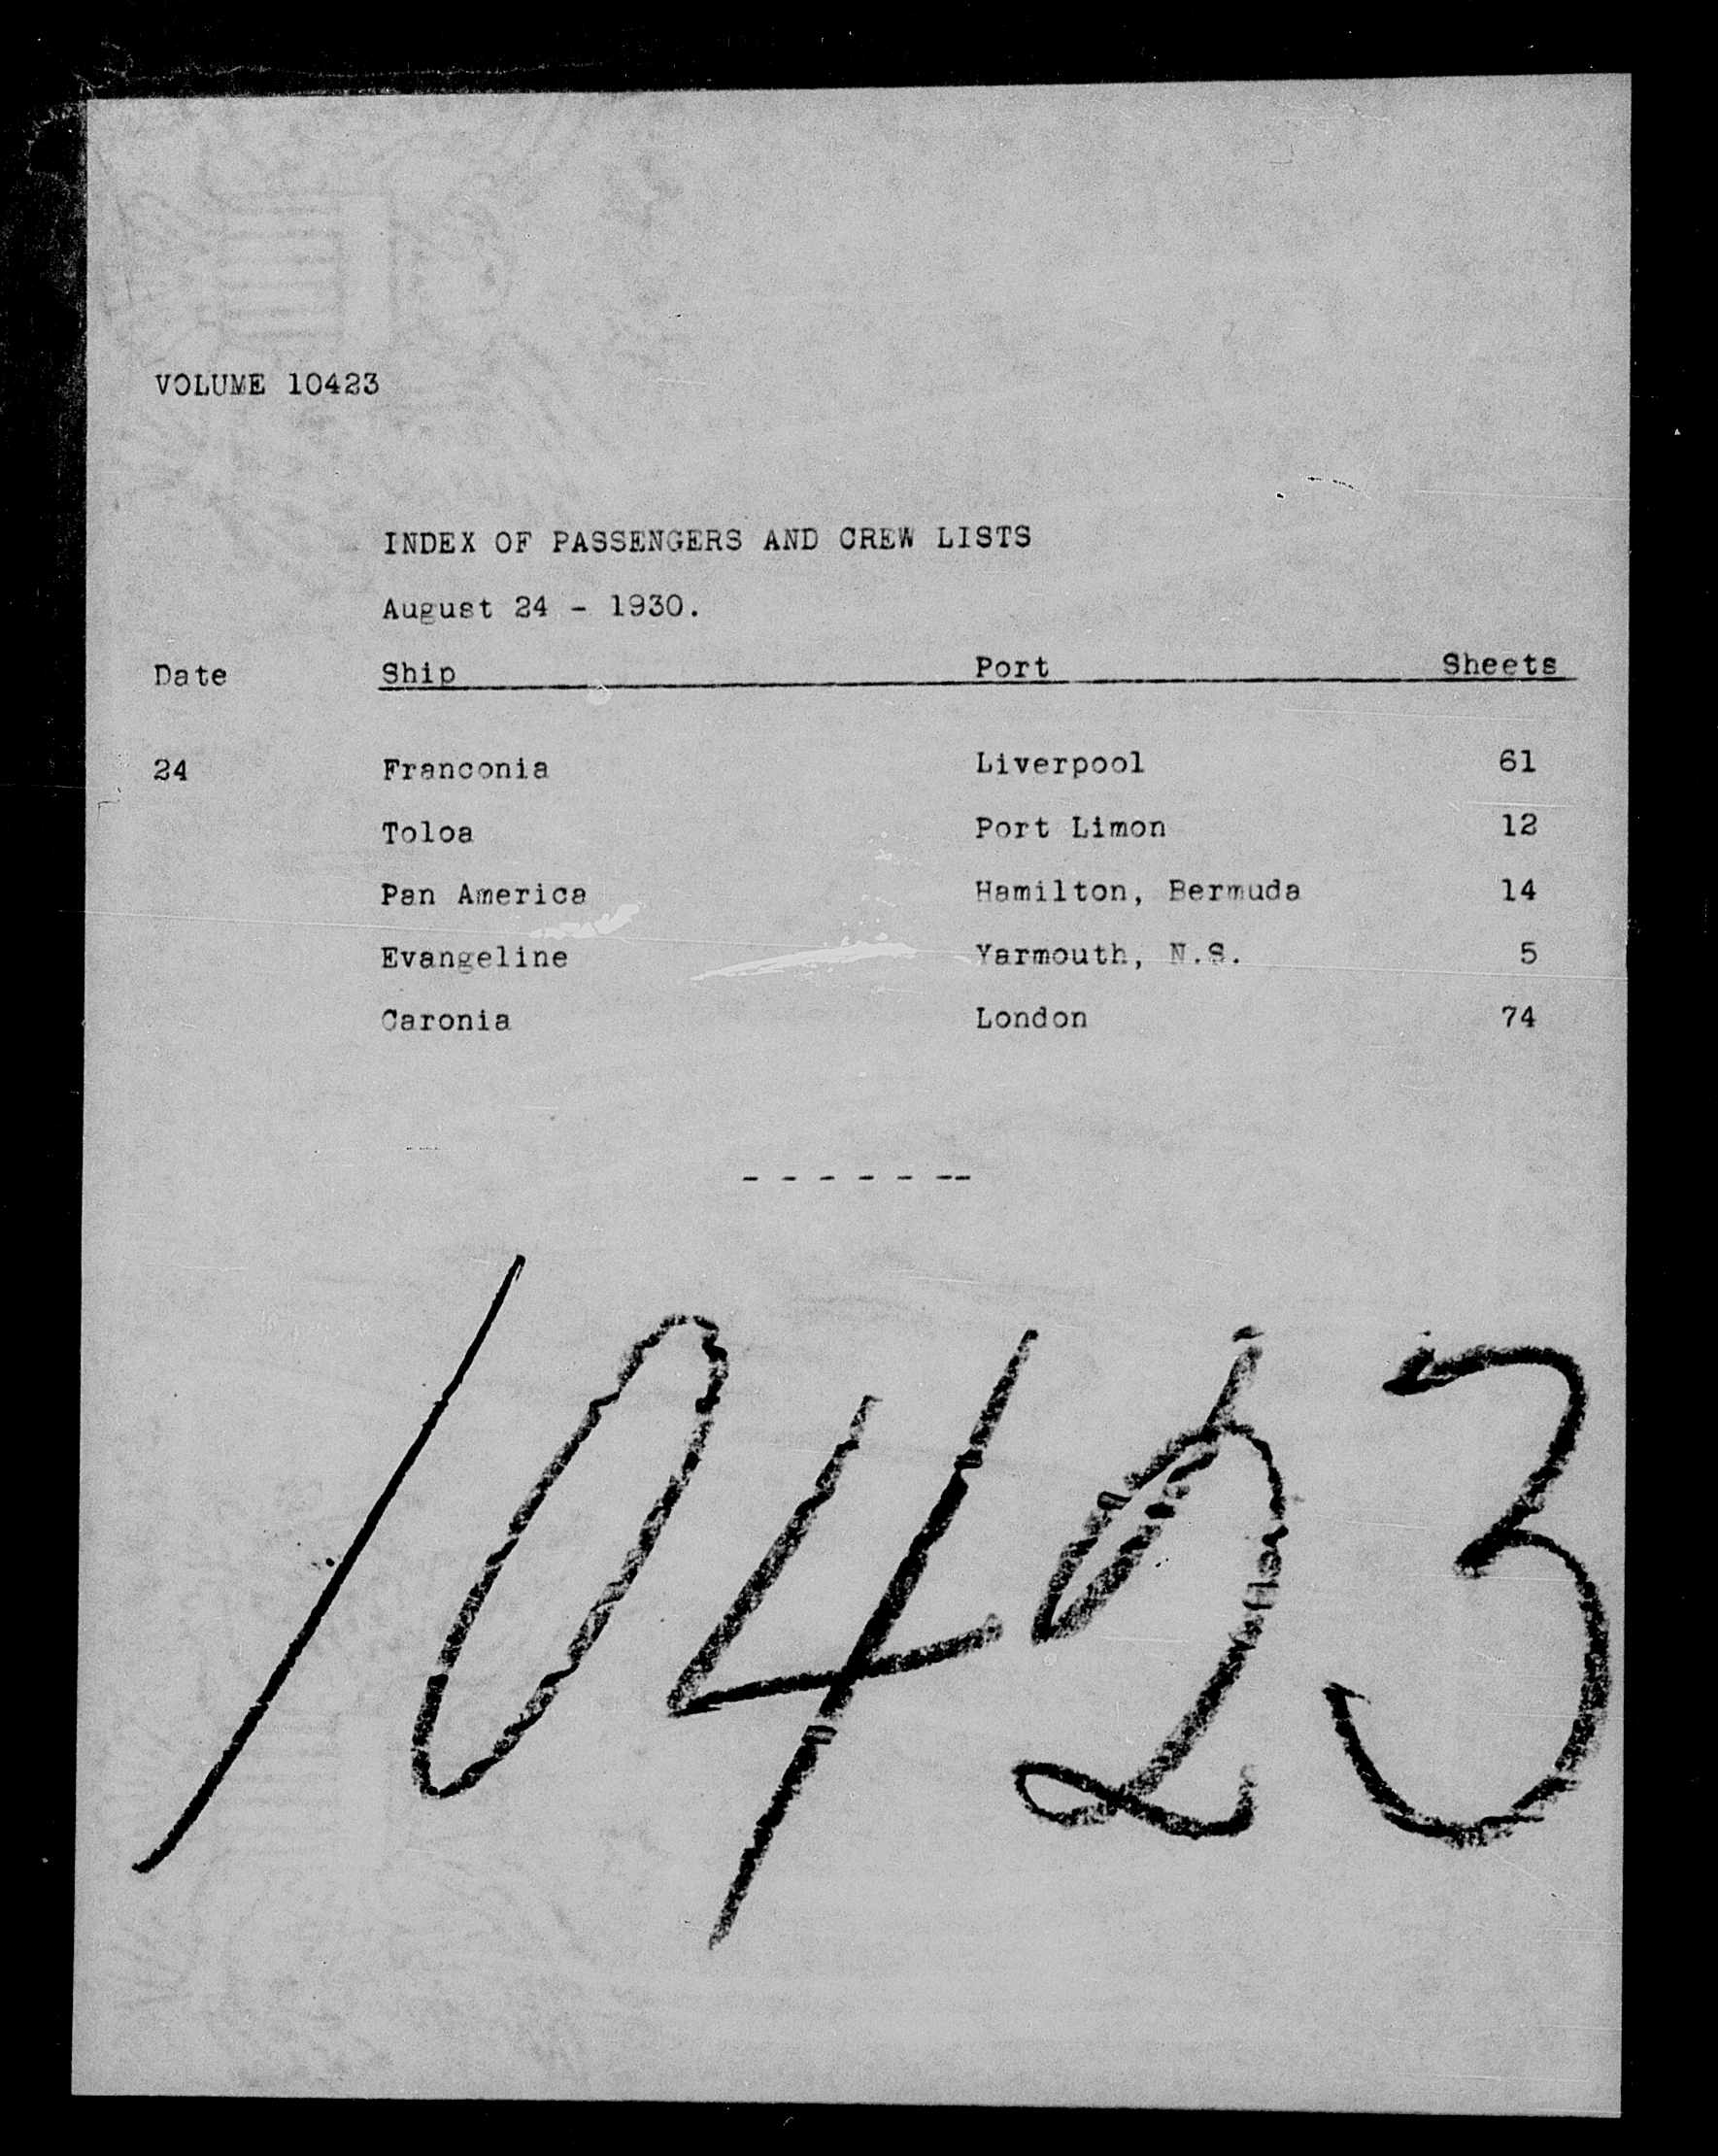 VOLUME 10423
INDEX OF PASSENGERS AND CREW LISTS
August 24 - 1930.
Date Ship Port Sheets
24 Franconia Liverpool 61
Toloa Port Limon 12
Pan America Hamilton, Bermuda 14
Evangeline Yarmouth, N.S. 5
Caronia London 74
- - - - - --
10423